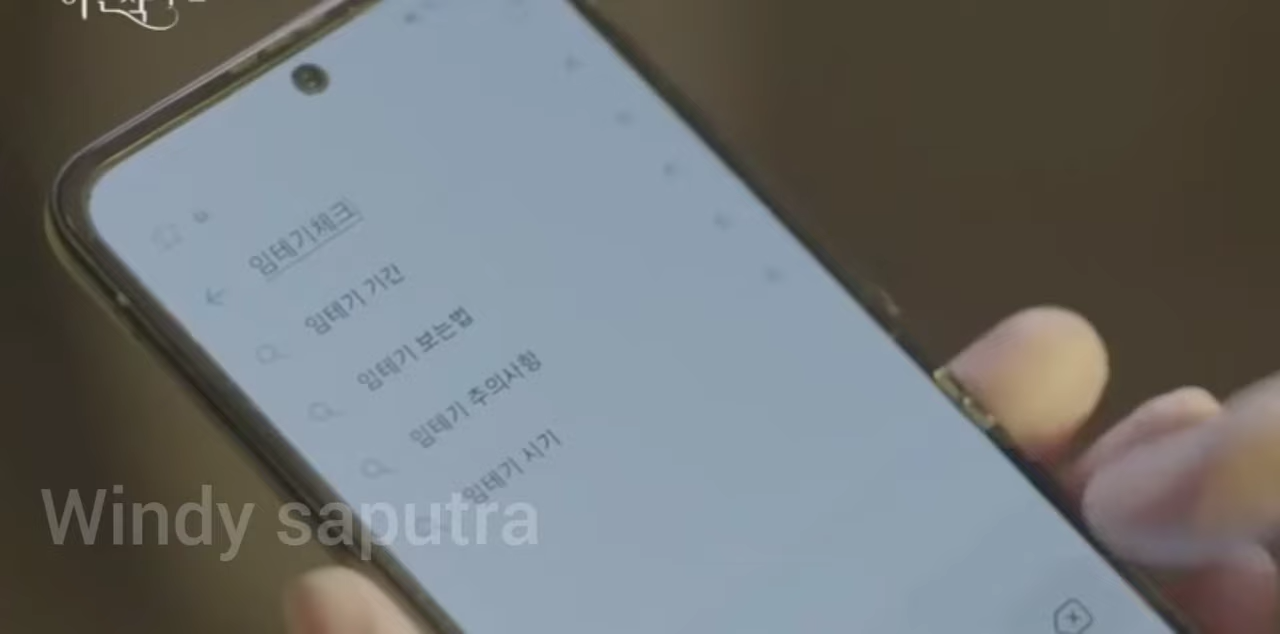 임테기체크
임테기 기간
임테기 보는법
임테기 주의사항
임테기 시기
Windy saputra